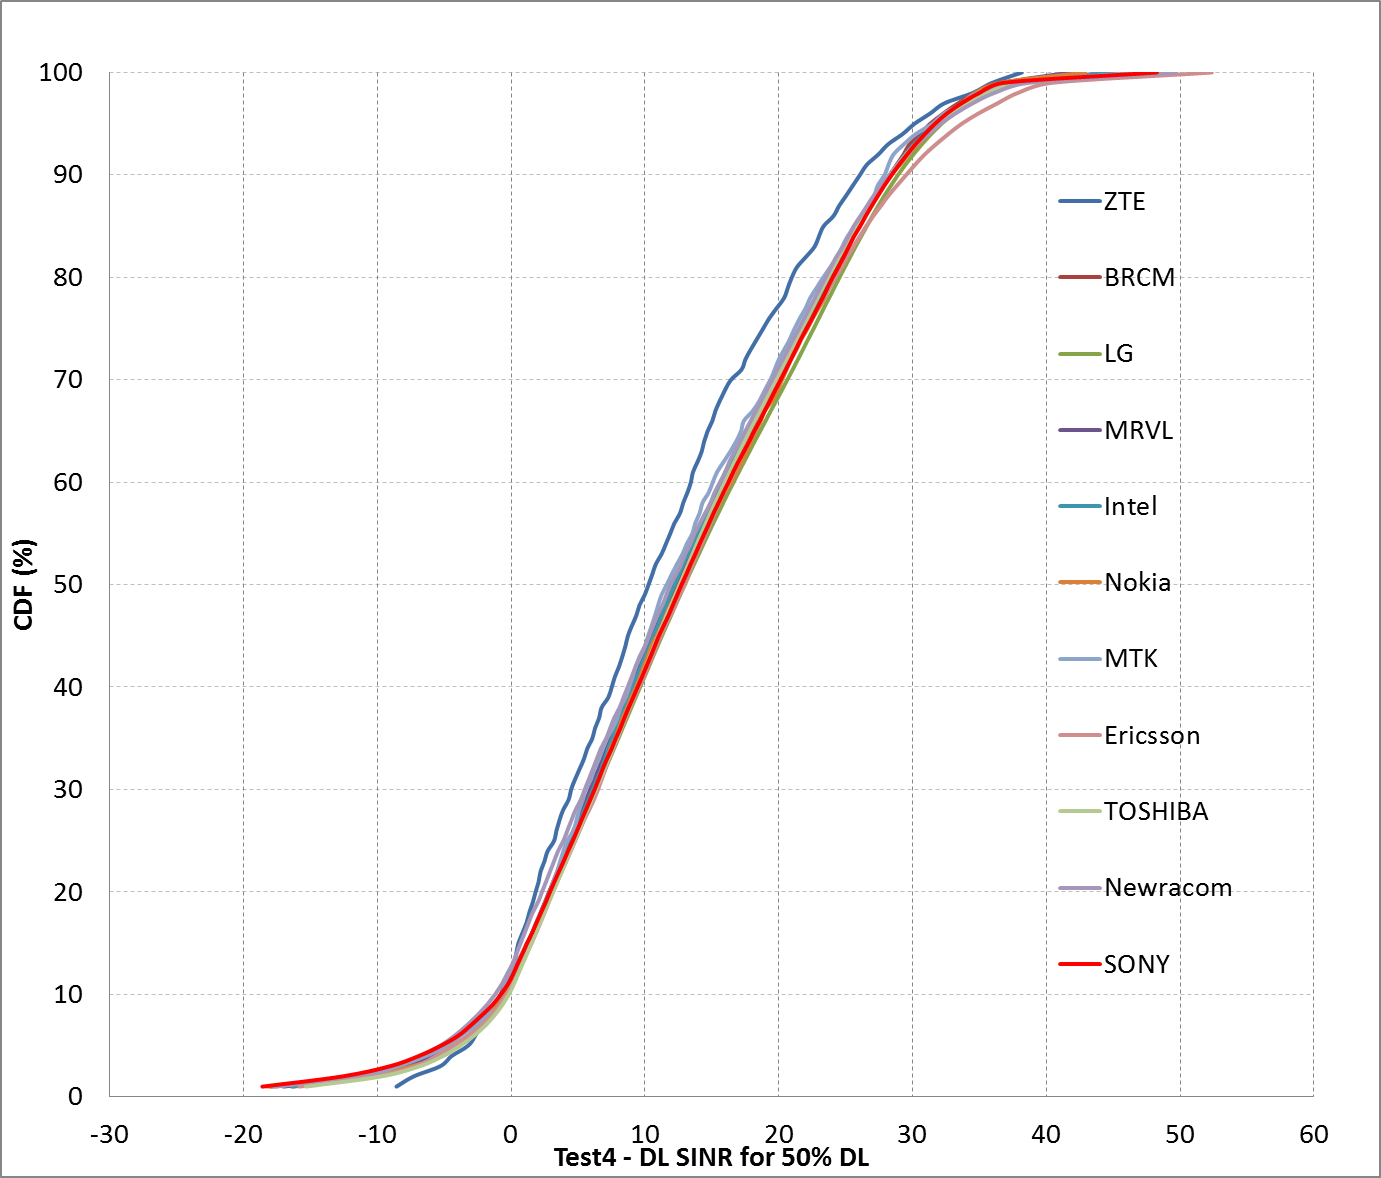 100
90
80
70
60
50
40
30
20
10
0
CDF (%)
-30 -20 -10 0 10 20 30 40 50 60
Test4 - DL SINR for 50% DL
ZTE
BRCM
LG
MRVL
Intel
Nokia
MTK
Ericsson
TOSHIBA
Newracom
SONY